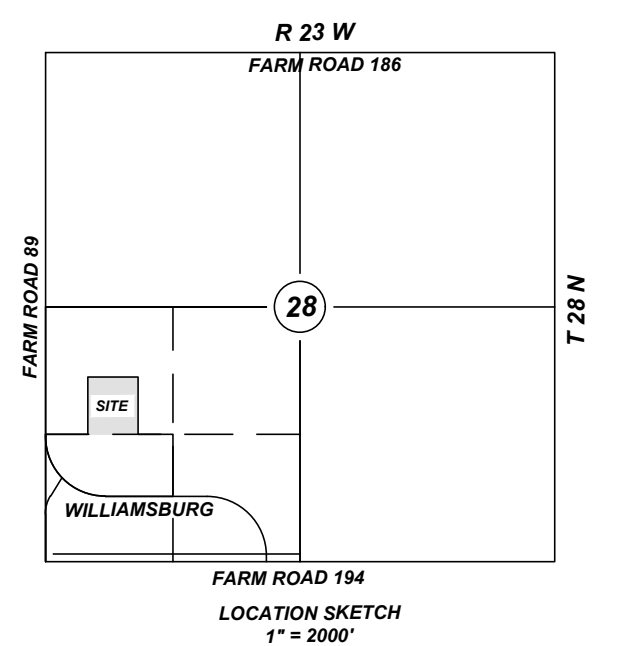 R 23 W
FARM ROAD 186
FARM ROAD 89
28
T 28 N
SITE
WILLIAMSBURG
FARM ROAD 194
LOCATION SKETCH
1" = 2000'